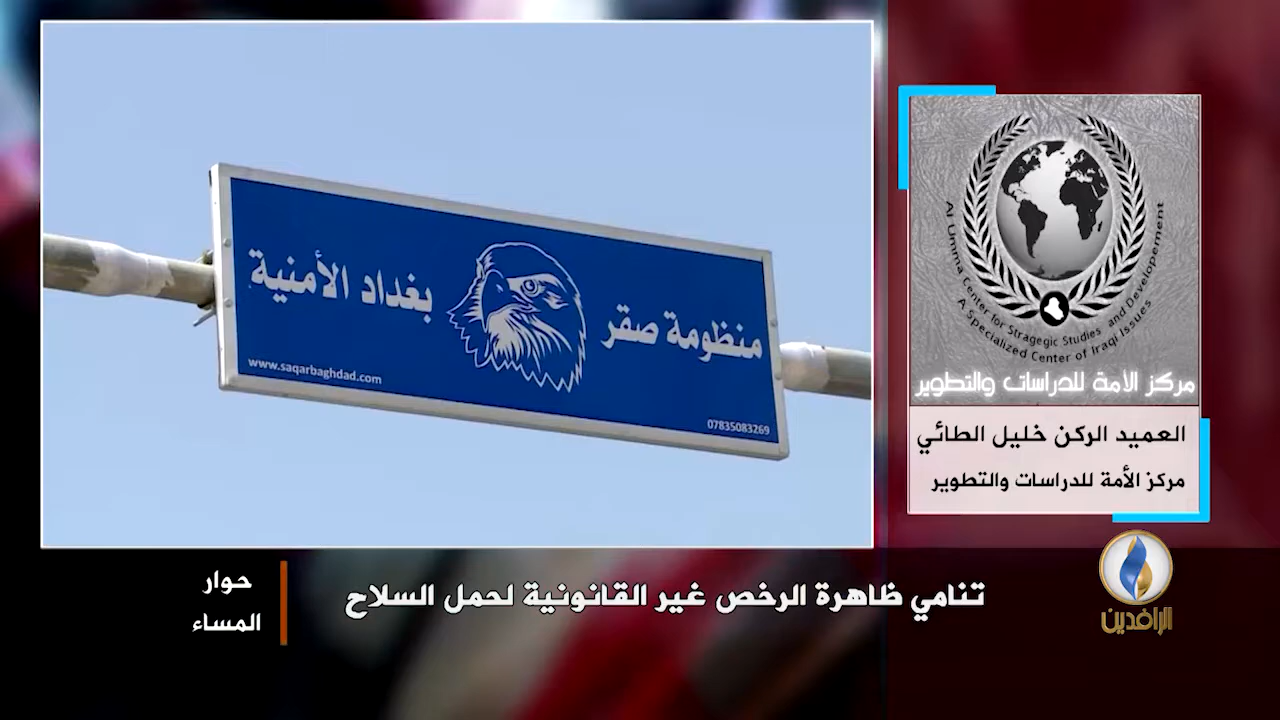 منظومة صقر بغداد الأمنية
www.saqarbaghdad.com
07835083269
Al Umma Center for Stragegic Studies and Developement
A Specialized Center of Iraqi Issues
مركز الأمة للدراسات والتطوير
العميد الركن خليل الطائي
مركز الأمة للدراسات والتطوير
تنامي ظاهرة الرخص غير القانونية لحمل السلاح
حوار
المساء
الرافدين